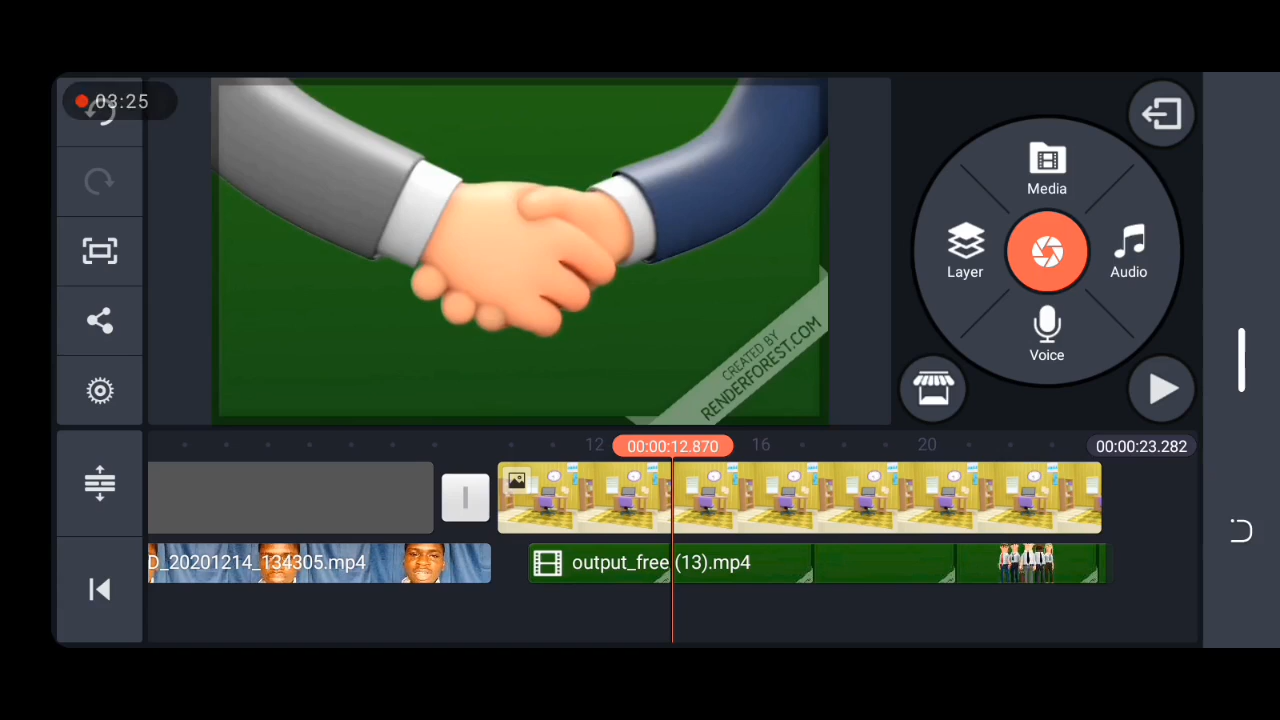 03:25
Media
Layer
Audio
Voice
CREATED BY
RENDERFOREST.COM
12
00:00:12.870
16
20
00:00:23.282
D_20201214_134305.mp4
output_free (13).mp4